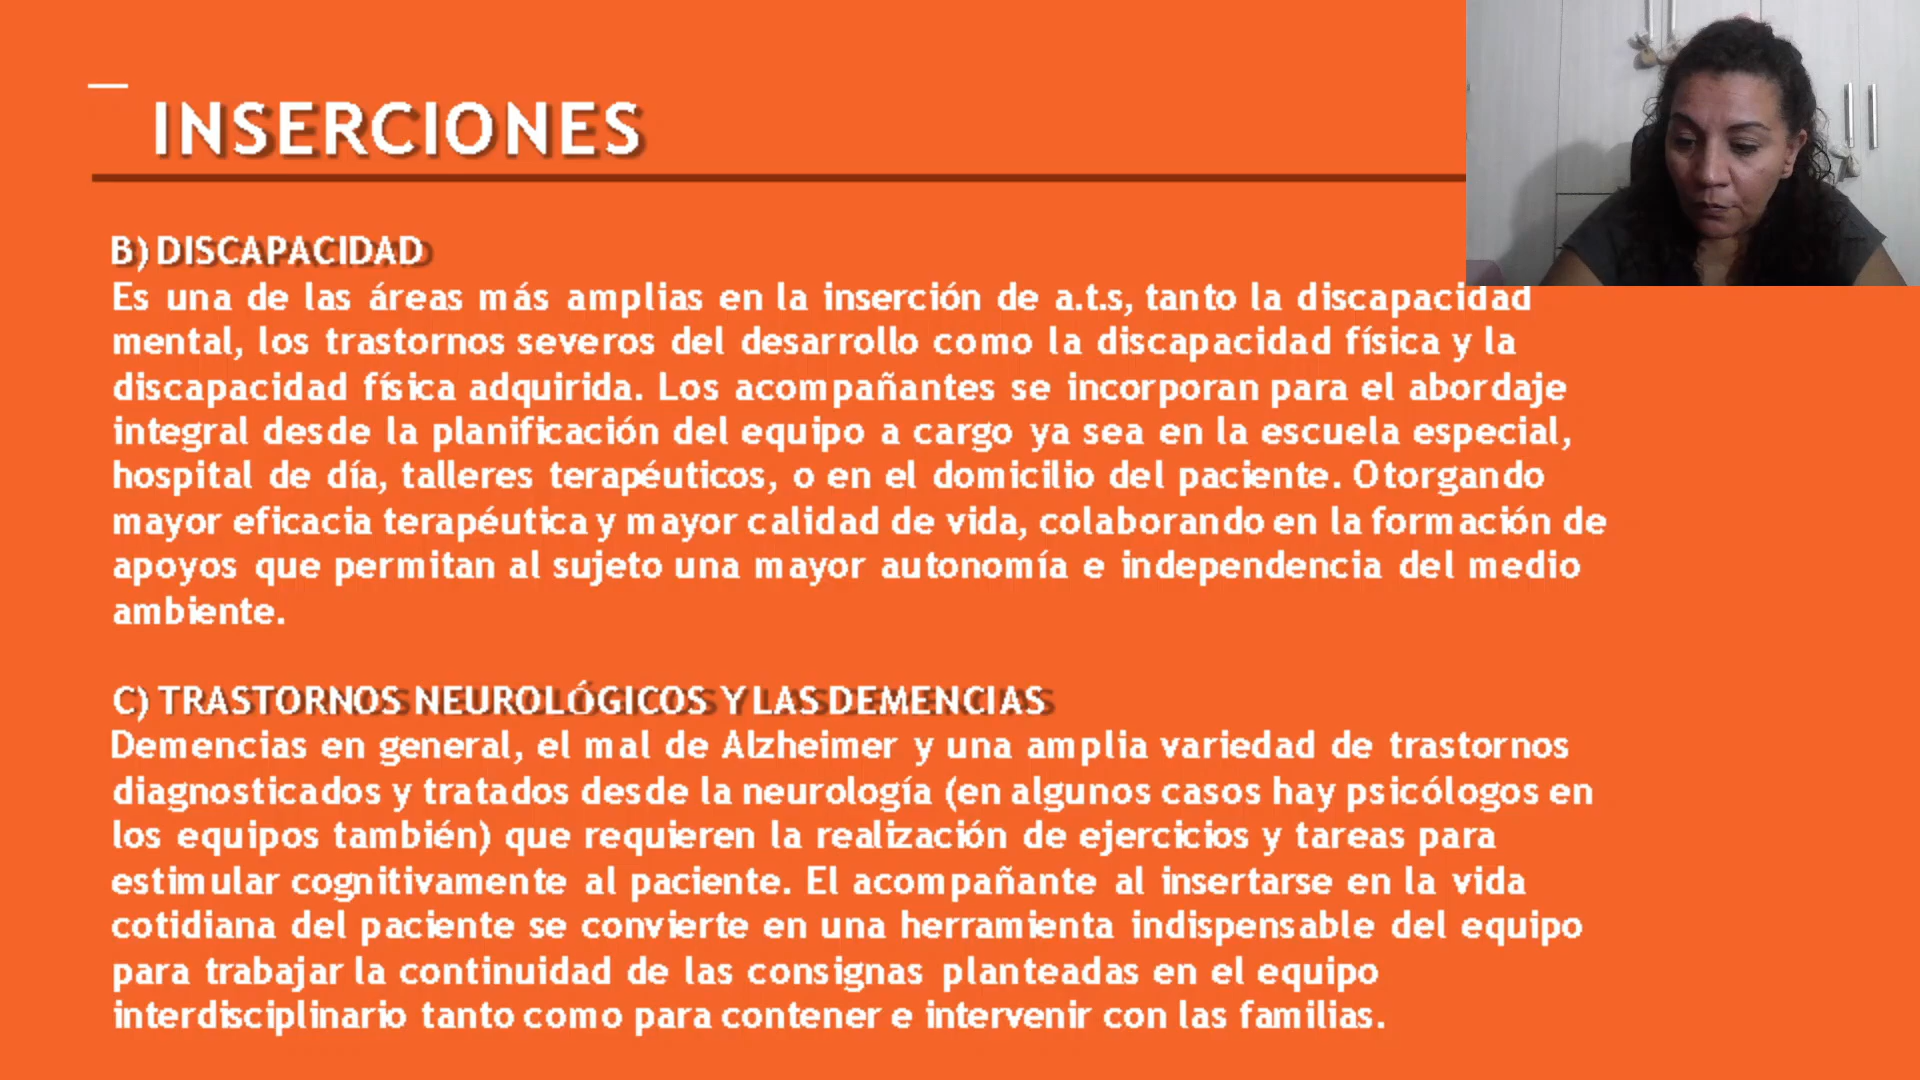 INSERCIONES
B) DISCAPACIDAD
Es una de las áreas más amplias en la inserción de a.t.s, tanto la discapacidad
mental, los trastornos severos del desarrollo como la discapacidad física y la
discapacidad física adquirida. Los acompañantes se incorporan para el abordaje
integral desde la planificación del equipo a cargo ya sea en la escuela especial,
hospital de día, talleres terapéuticos, o en el domicilio del paciente. Otorgando
mayor eficacia terapéutica y mayor calidad de vida, colaborando en la formación de
apoyos que permitan al sujeto una mayor autonomía e independencia del medio
ambiente.
C) TRASTORNOS NEUROLÓGICOS Y LAS DEMENCIAS
Demencias en general, el mal de Alzheimer y una amplia variedad de trastornos
diagnosticados y tratados desde la neurología (en algunos casos hay psicólogos en
los equipos también) que requieren la realización de ejercicios y tareas para
estimular cognitivamente al paciente. El acompañante al insertarse en la vida
cotidiana del paciente se convierte en una herramienta indispensable del equipo
para trabajar la continuidad de las consignas planteadas en el equipo
interdisciplinario tanto como para contener e intervenir con las familias.